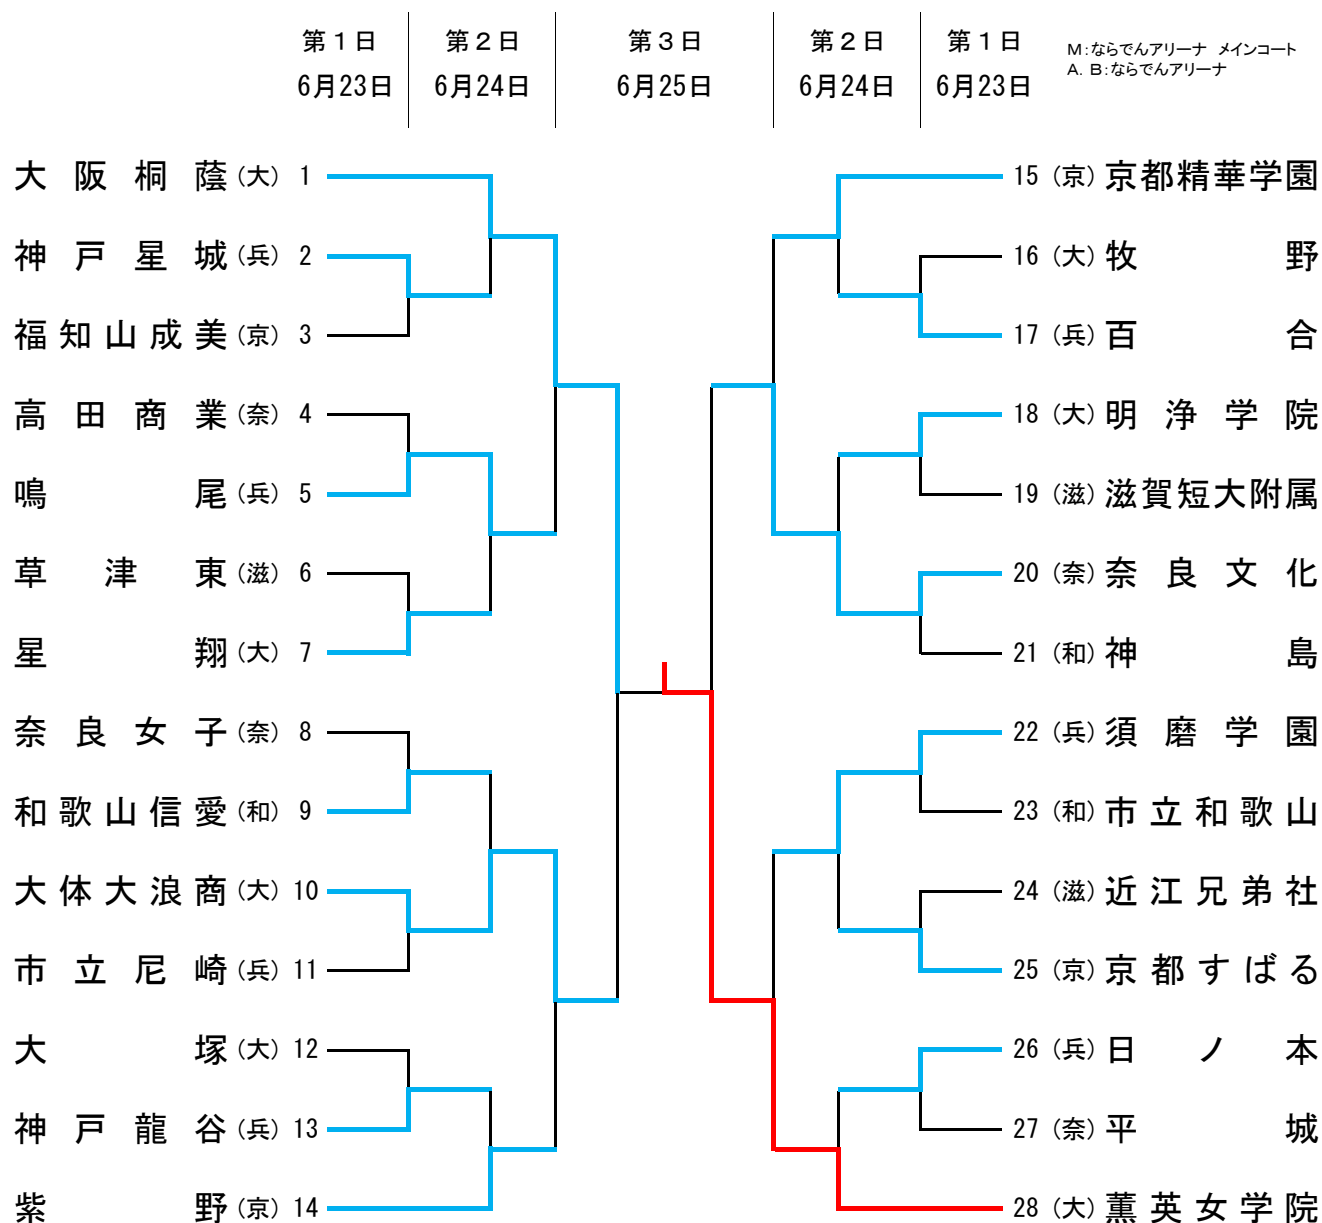 第１日 第２日 第３日 第２日 第１日
6月23日 6月24日 6月25日 6月24日 6月23日
M：ならでんアリーナ メインコート
A．B：ならでんアリーナ
大阪桐蔭（大） 1
神戸星城（兵） 2
福知山成美（京） 3
高田商業（奈） 4
鳴尾（兵） 5
草津東（滋） 6
星翔（大） 7
奈良女子（奈） 8
和歌山信愛（和） 9
大体大浪商（大） 10
市立尼崎（兵） 11
大塚（大） 12
神戸龍谷（兵） 13
紫野（京） 14
15（京）京都精華学園
16（大）牧野
17（兵）百合
18（大）明浄学院
19（滋）滋賀短大附属
20（奈）奈良文化
21（和）神島
22（兵）須磨学園
23（和）市立和歌山
24（滋）近江兄弟社
25（京）京都すばる
26（兵）日ノ本
27（奈）平城
28（大）薫英女学院